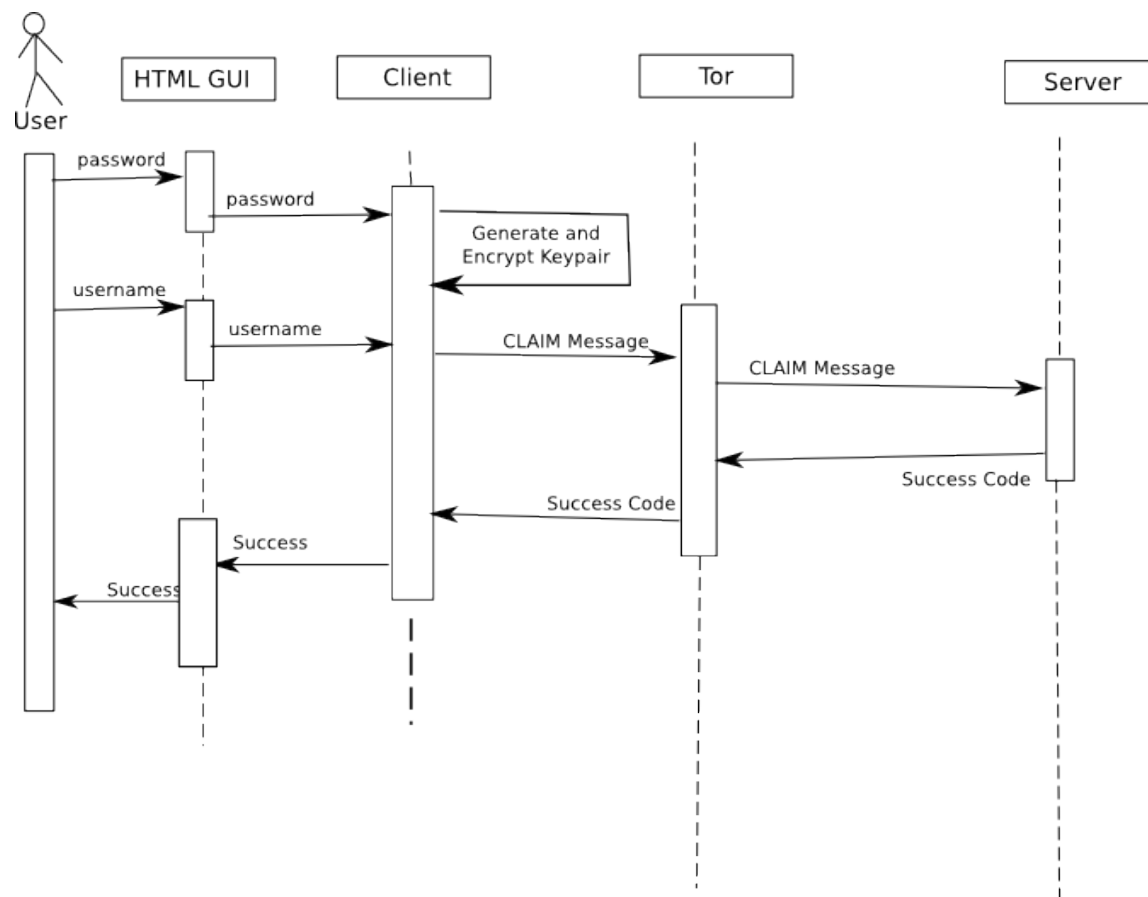 HTML GUI
Client
Tor
Server
User
password
password
Generate and
Encrypt Keypair
username
username
CLAIM Message
CLAIM Message
Success Code
Success Code
Success
Success